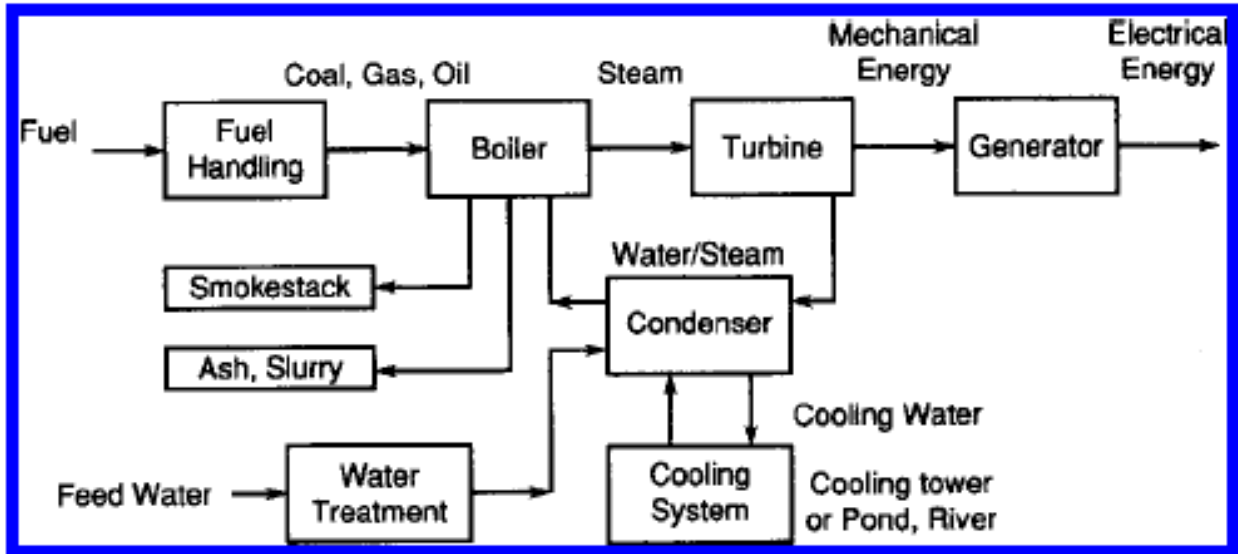 Mechanical
Energy
Electrical
Energy
Coal, Gas, Oil
Steam
Fuel
Fuel
Handling
Boiler
Turbine
Generator
Water/Steam
Smokestack
Condenser
Ash, Slurry
Cooling Water
Feed Water
Water
Treatment
Cooling
System
Cooling tower
or Pond, River